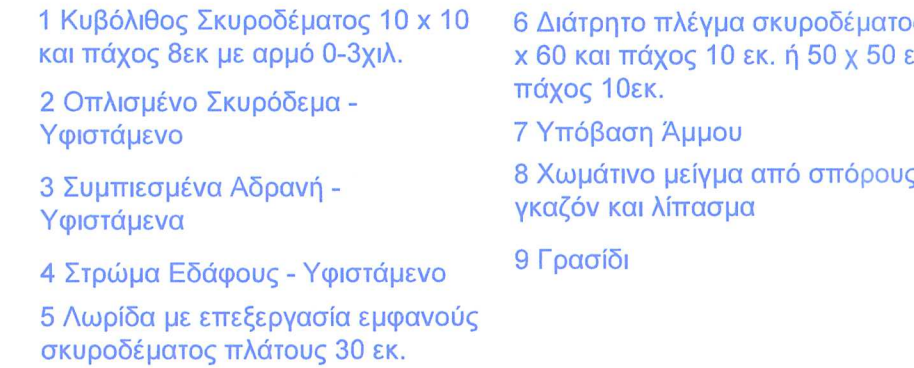 1 Κυβόλιθος Σκυροδέματος 10 x 10
και πάχος 8εκ με αρμό 0-3χιλ.
2 Οπλισμένο Σκυρόδεμα -
Υφιστάμενο
3 Συμπιεσμένα Αδρανή -
Υφιστάμενα
4 Στρώμα Εδάφους - Υφιστάμενο
5 Λωρίδα με επεξεργασία εμφανούς
σκυροδέματος πλάτους 30 εκ.
6 Διάτρητο πλέγμα
x 60 και πάχος 10 εκ. ή 50 χ 50
πάχος 10εκ.
7 Υπόβαση Άμμου
8 Χωμάτινο μείγμα από σπόρους
γκαζόν και λίπασμα
9 Γρασίδι